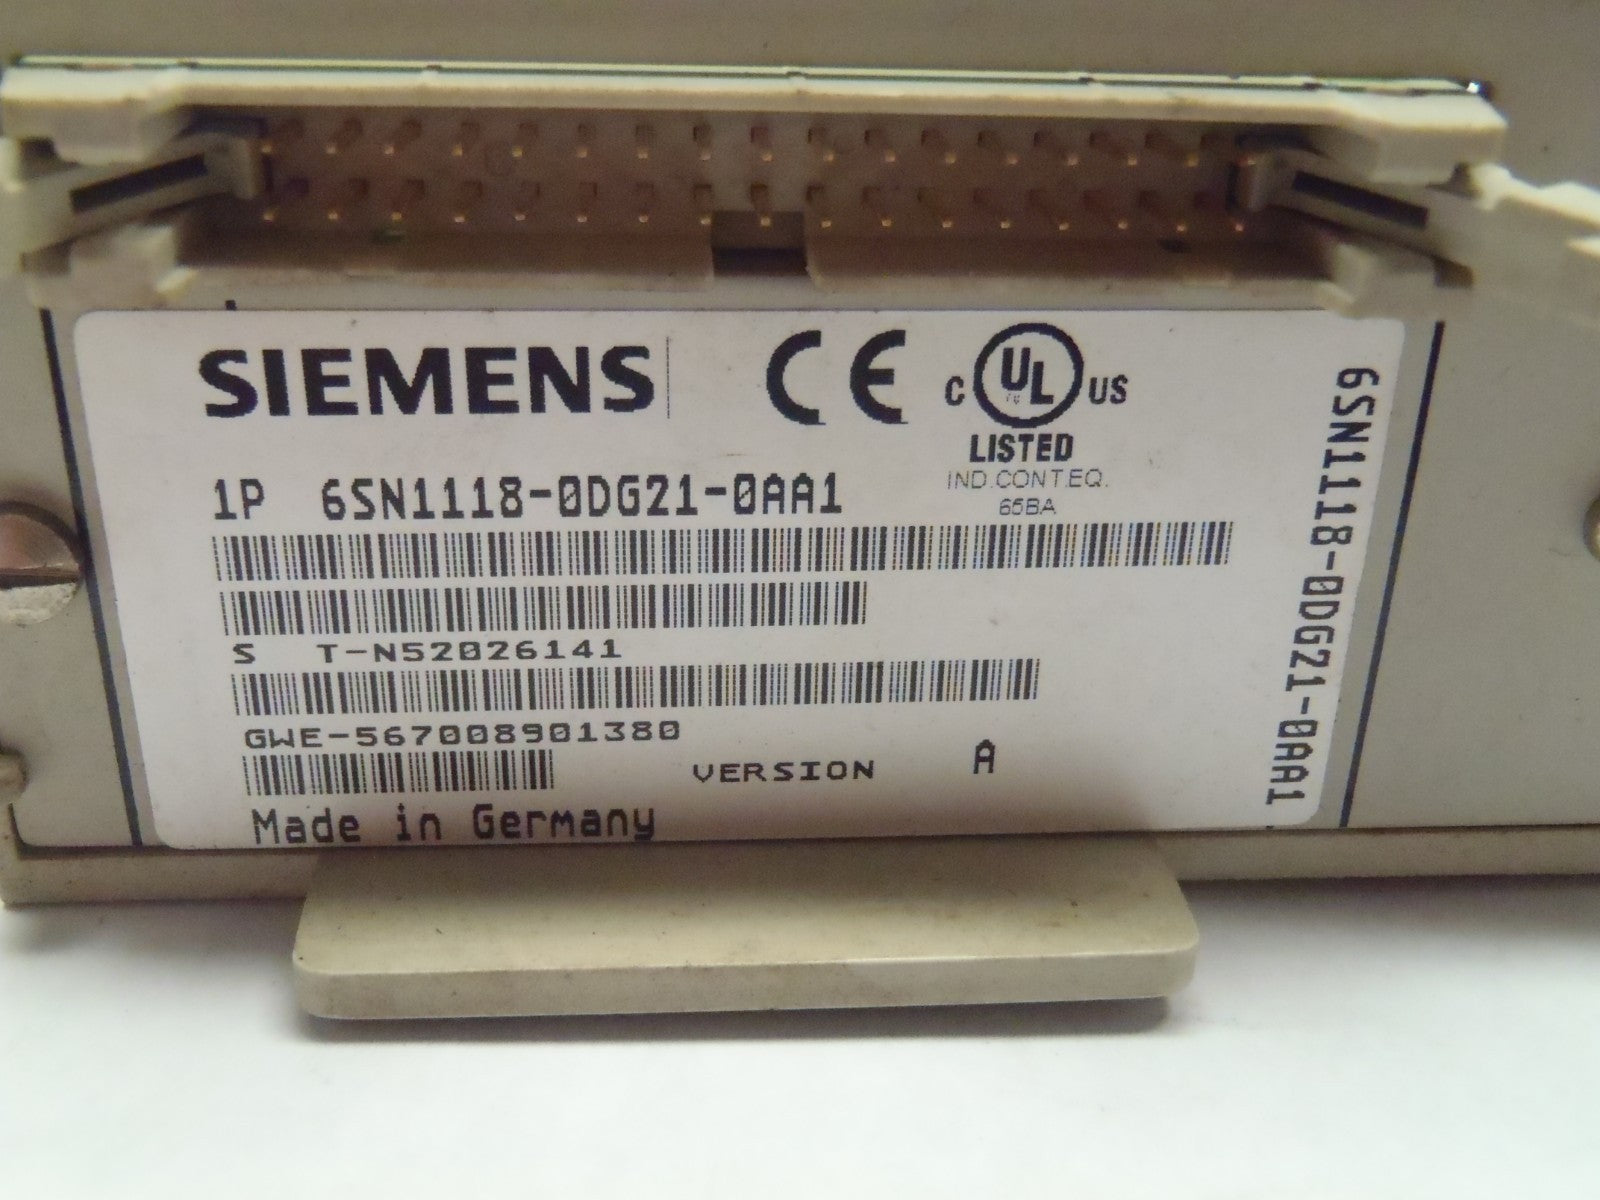 SIEMENS
CE
C UL US
LISTED
IND.CONT.EQ.
65BA
1P 6SN1118-0DG21-0AA1
S T-N52026141
GWE-567008901380
VERSION A
Made in Germany
6SN1118-0DG21-0AA1